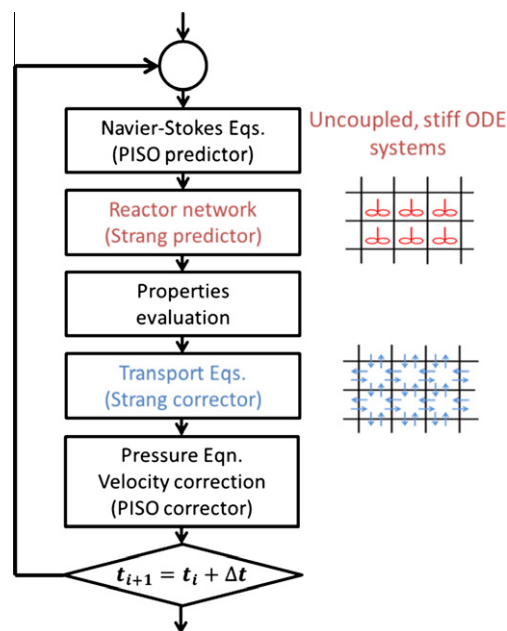 Navier-Stokes Eqs.
(PISO predictor)
Uncoupled, stiff ODE
systems
Reactor network
(Strang predictor)
Properties
evaluation
Transport Eqs.
(Strang corrector)
Pressure Eqn.
Velocity correction
(PISO corrector)
t_{i+1} = t_i + Δt